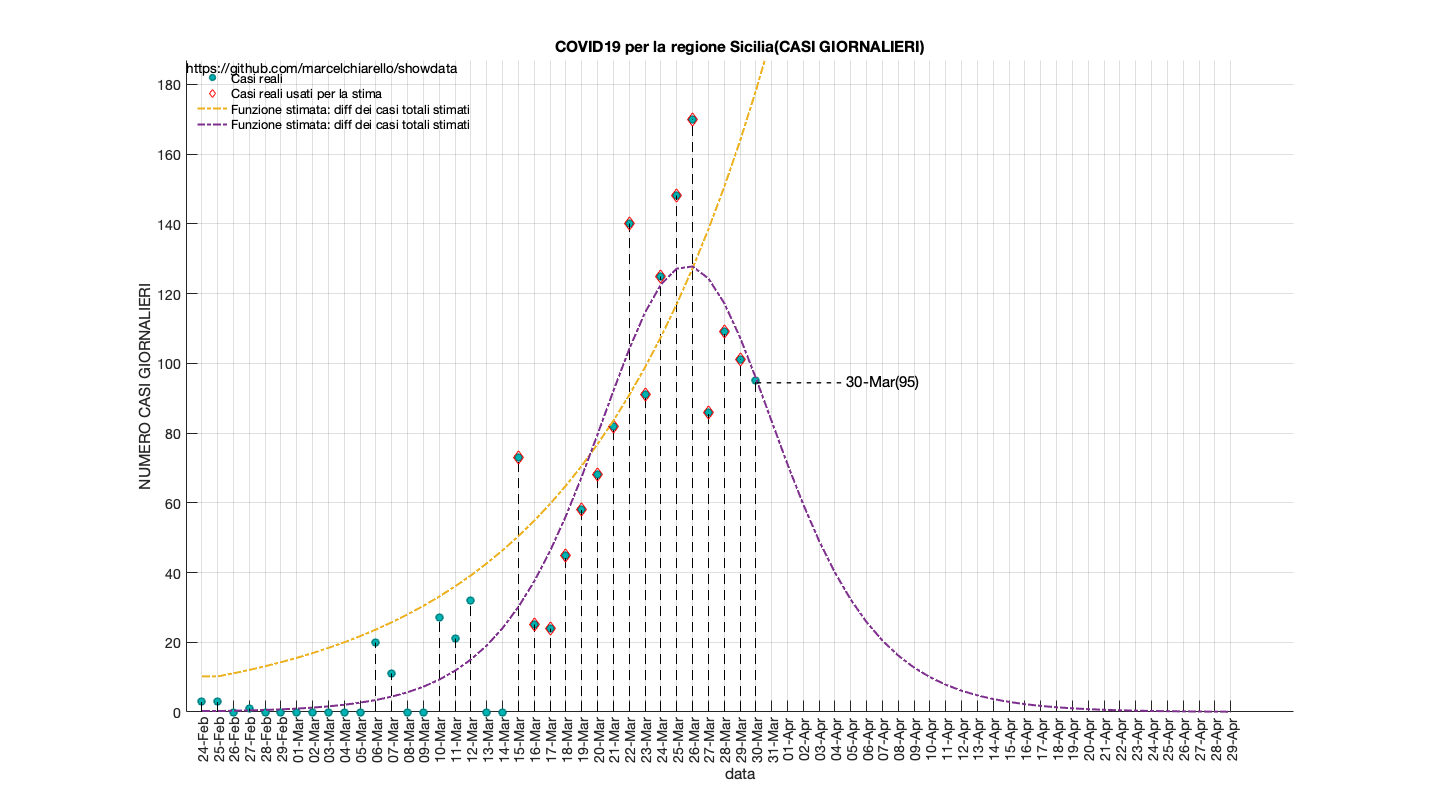 COVID19 per la regione Sicilia(CASI GIORNALIERI)
https://github.com/marcelchiarello/showdata
Casi reali
Casi reali usati per la stima
Funzione stimata: diff dei casi totali stimati
Funzione stimata: diff dei casi totali stimati
NUMERO CASI GIORNALIERI
180
160
140
120
100
80
60
40
20
0
30-Mar(95)
24-Feb
25-Feb
26-Feb
27-Feb
28-Feb
29-Feb
01-Mar
02-Mar
03-Mar
04-Mar
05-Mar
06-Mar
07-Mar
08-Mar
09-Mar
10-Mar
11-Mar
12-Mar
13-Mar
14-Mar
15-Mar
16-Mar
17-Mar
18-Mar
19-Mar
20-Mar
21-Mar
22-Mar
23-Mar
24-Mar
25-Mar
26-Mar
27-Mar
28-Mar
29-Mar
30-Mar
31-Mar
01-Apr
02-Apr
03-Apr
04-Apr
05-Apr
06-Apr
07-Apr
08-Apr
09-Apr
10-Apr
11-Apr
12-Apr
13-Apr
14-Apr
15-Apr
16-Apr
17-Apr
18-Apr
19-Apr
20-Apr
21-Apr
22-Apr
23-Apr
24-Apr
25-Apr
26-Apr
27-Apr
28-Apr
29-Apr
data